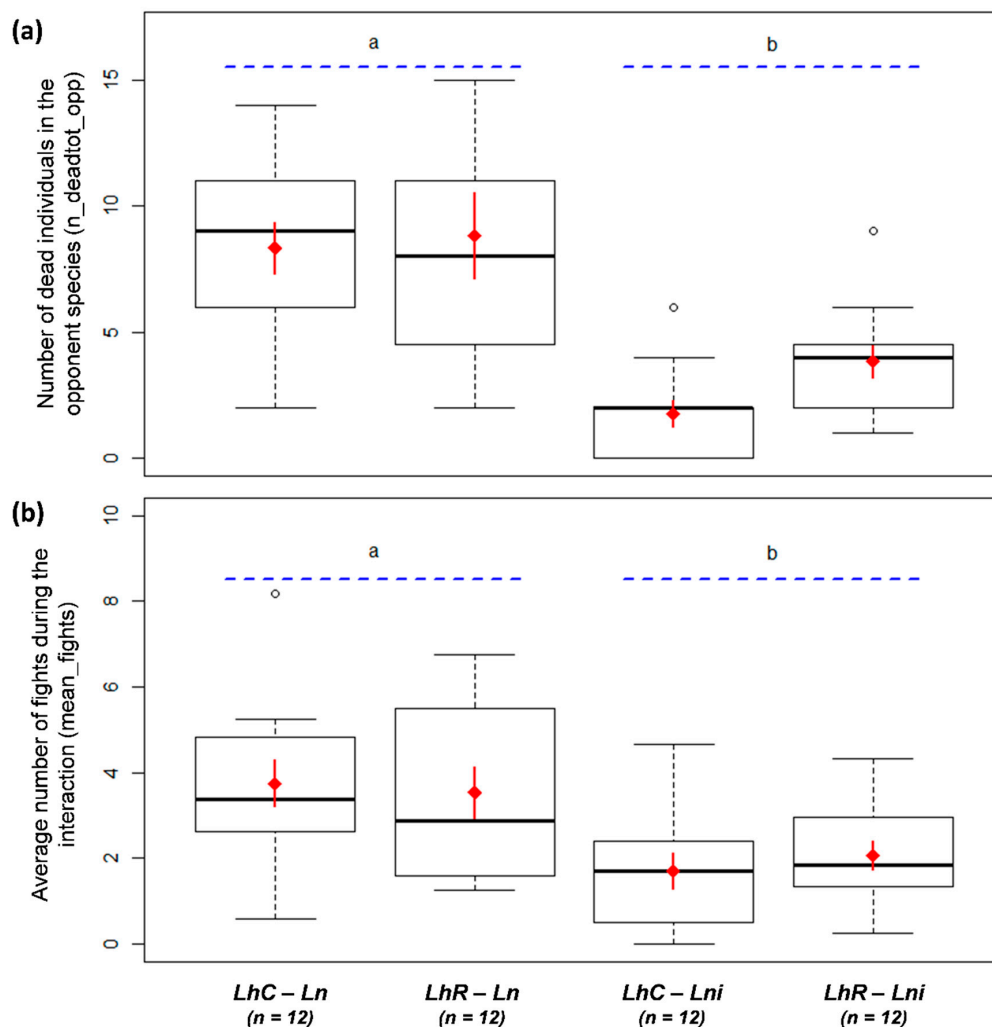 (a)
Number of dead individuals in the
opponent species (n_deadtot_opp)
15
10
5
0
a
b
(b)
Average number of fights during the
interaction (mean_fights)
10
8
6
4
2
0
a
b
LhC – Ln
(n = 12)
LhR – Ln
(n = 12)
LhC – Lni
(n = 12)
LhR – Lni
(n = 12)